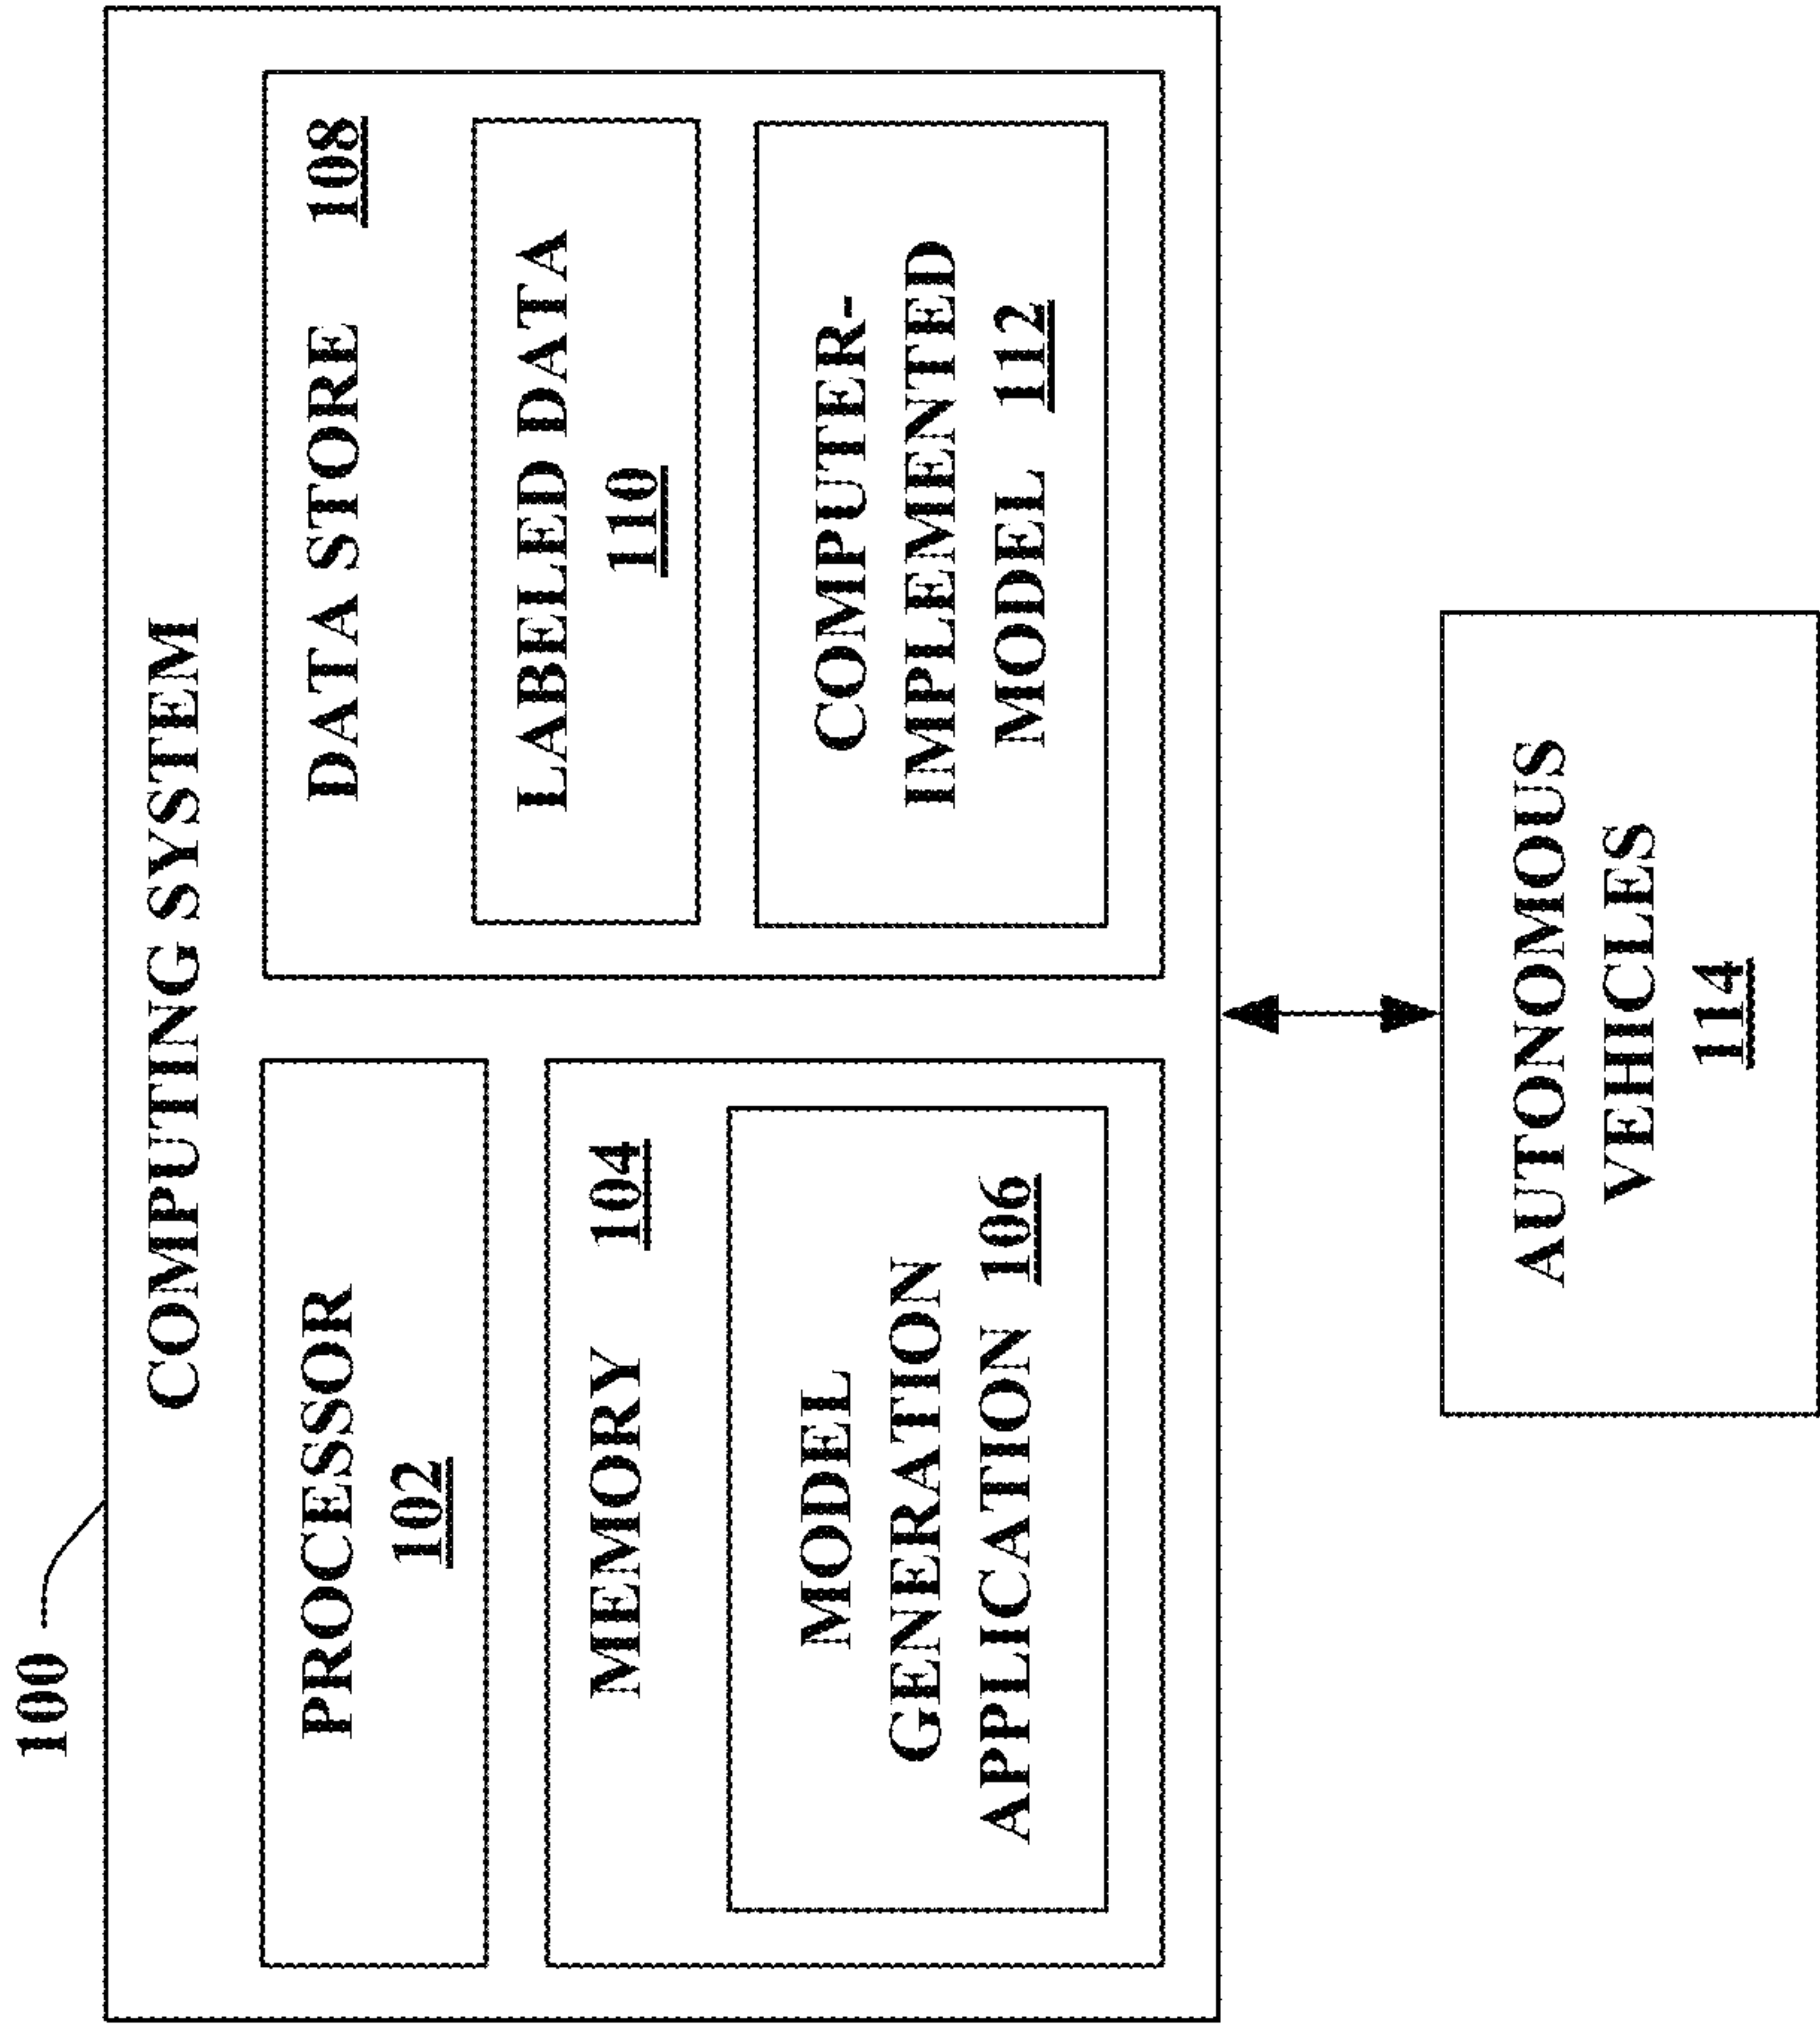 100
COMPUTING SYSTEM
PROCESSOR
102
MEMORY 104
MODEL
GENERATION
APPLICATION 106
DATA STORE 108
LABELED DATA
110
COMPUTER-
IMPLEMENTED
MODEL 112
AUTONOMOUS
VEHICLES
114